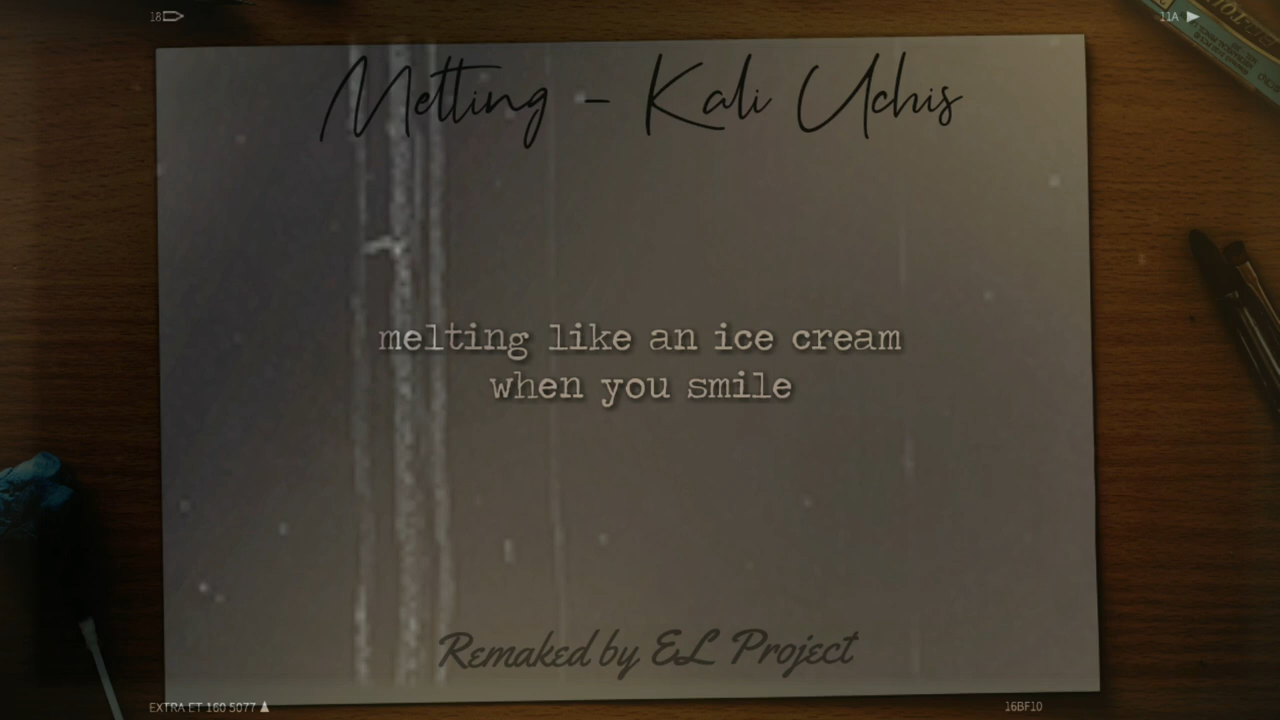 18
11A
Melting - Kali Uchis
melting like an ice cream
when you smile
Remaked by EL Project
EXTRA ET 160 5077
16BF10